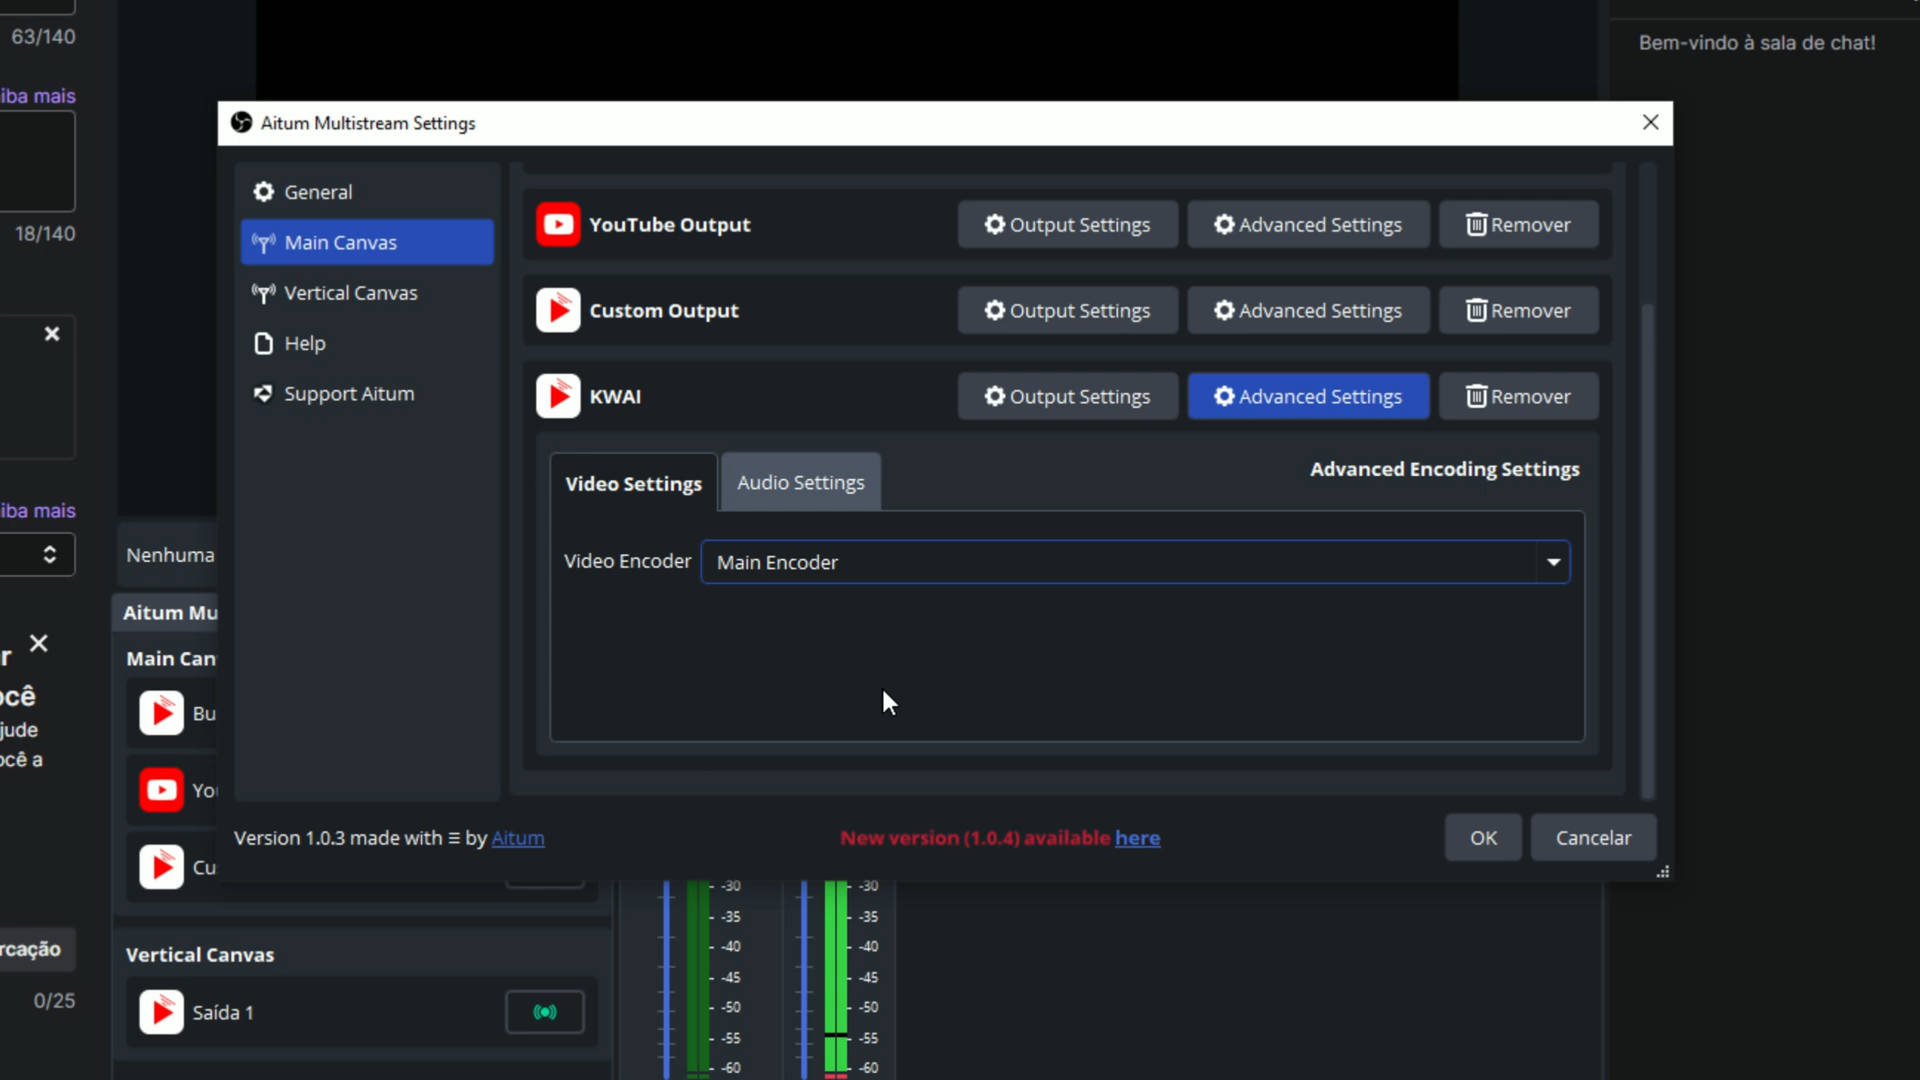 63/140
iba mais
18/140
iba mais
r
ocê
jude
ocê a
rcação
0/25
Bem-vindo à sala de chat!
Aitum Multistream Settings
General
Main Canvas
Vertical Canvas
Help
Support Aitum
YouTube Output
Output Settings
Advanced Settings
Remover
Custom Output
Output Settings
Advanced Settings
Remover
KWAI
Output Settings
Advanced Settings
Remover
Video Settings
Audio Settings
Advanced Encoding Settings
Video Encoder
Main Encoder
Version 1.0.3 made with ☰ by Aitum
New version (1.0.4) available here
OK
Cancelar
Nenhuma
Aitum Mu
Main Can
Bu
You
Cu
Vertical Canvas
Saída 1
-30
-35
-40
-45
-50
-55
-60
-30
-35
-40
-45
-50
-55
-60